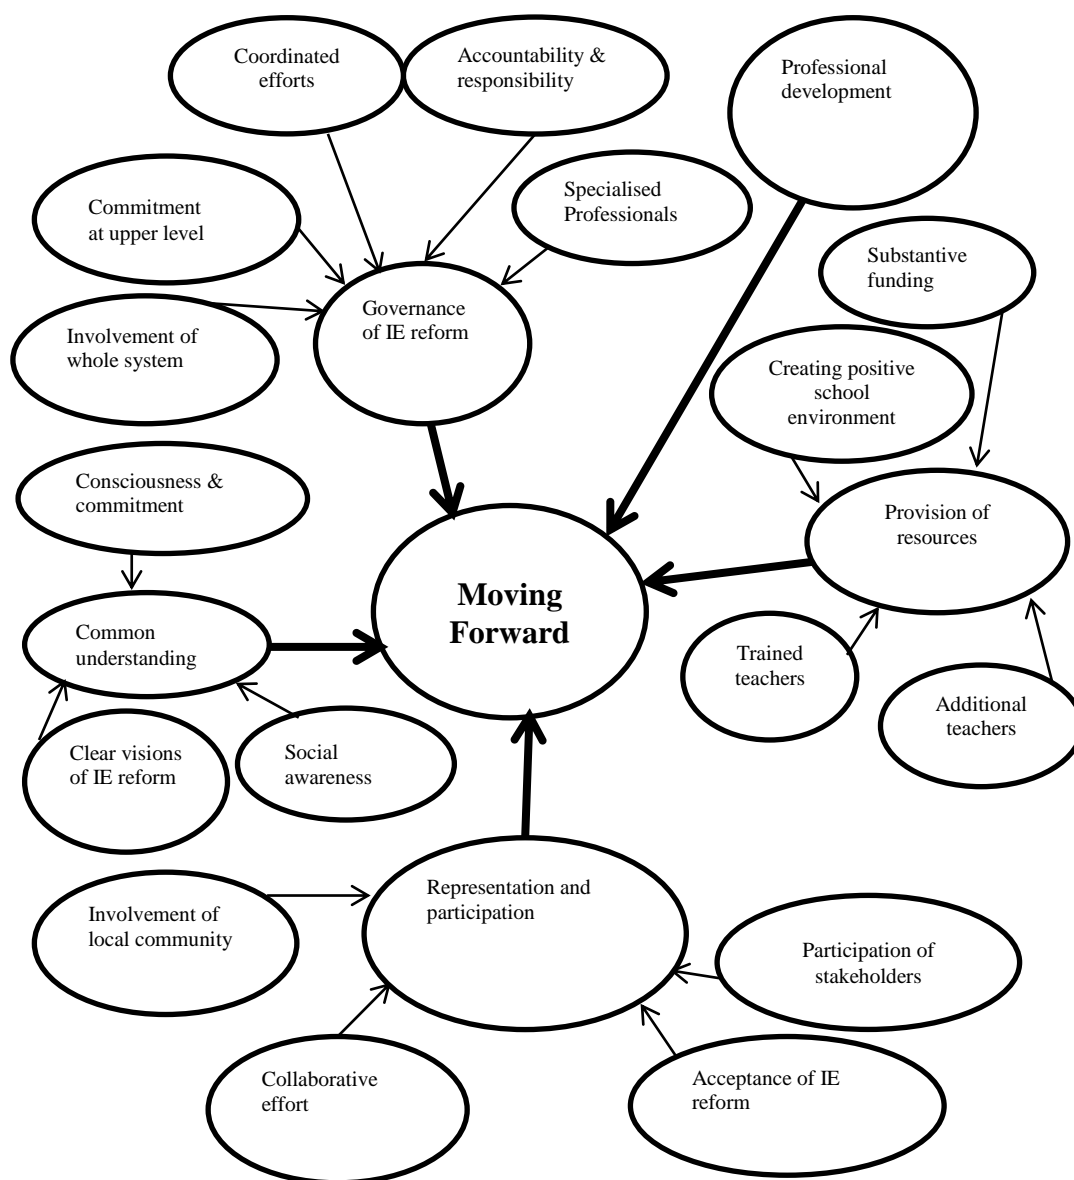 Coordinated
efforts
Accountability &
responsibility
Professional
development
Commitment
at upper level
Specialised
Professionals
Substantive
funding
Governance
of IE reform
Involvement of
whole system
Creating positive
school
environment
Consciousness &
commitment
Provision of
resources
Moving
Forward
Common
understanding
Trained
teachers
Additional
teachers
Clear visions
of IE reform
Social
awareness
Representation and
participation
Involvement of
local community
Participation of
stakeholders
Collaborative
effort
Acceptance of IE
reform